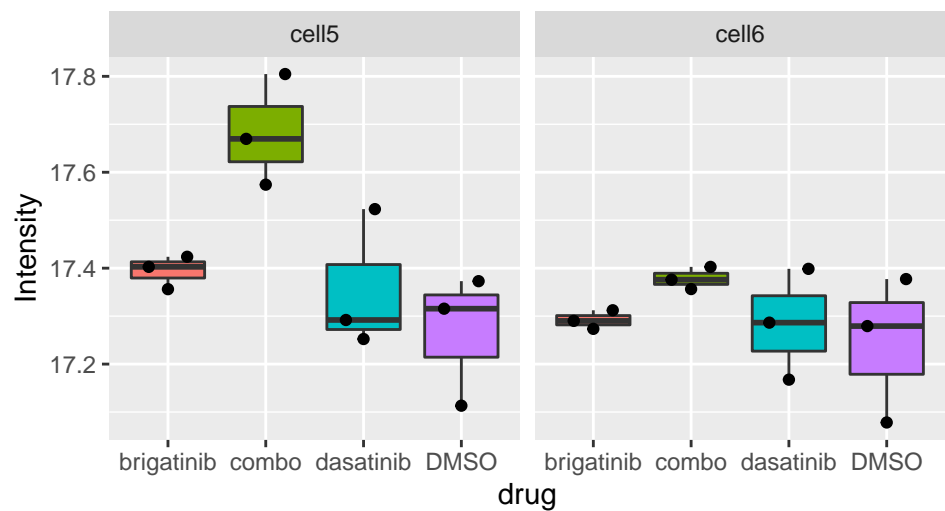 cell5
cell6
17.8
17.6
17.4
17.2
Intensity
brigatinib combo dasatinib DMSO
brigatinib combo dasatinib DMSO
drug